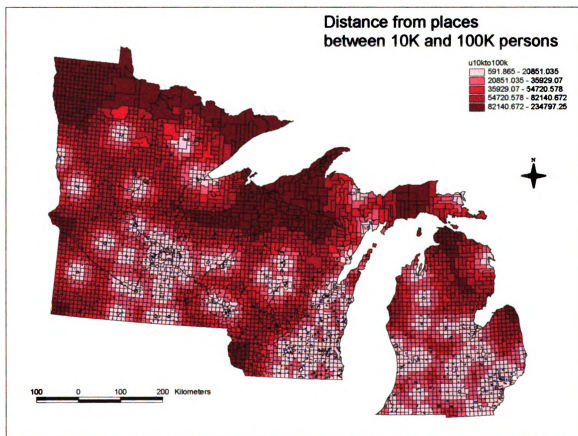 Distance from places
between 10K and 100K persons
u10kto100k
591.865 - 20851.035
20851.035 - 35929.07
35929.07 - 54720.578
54720.578 - 82140.672
82140.672 - 234797.25
N
100 0 100 200 Kilometers